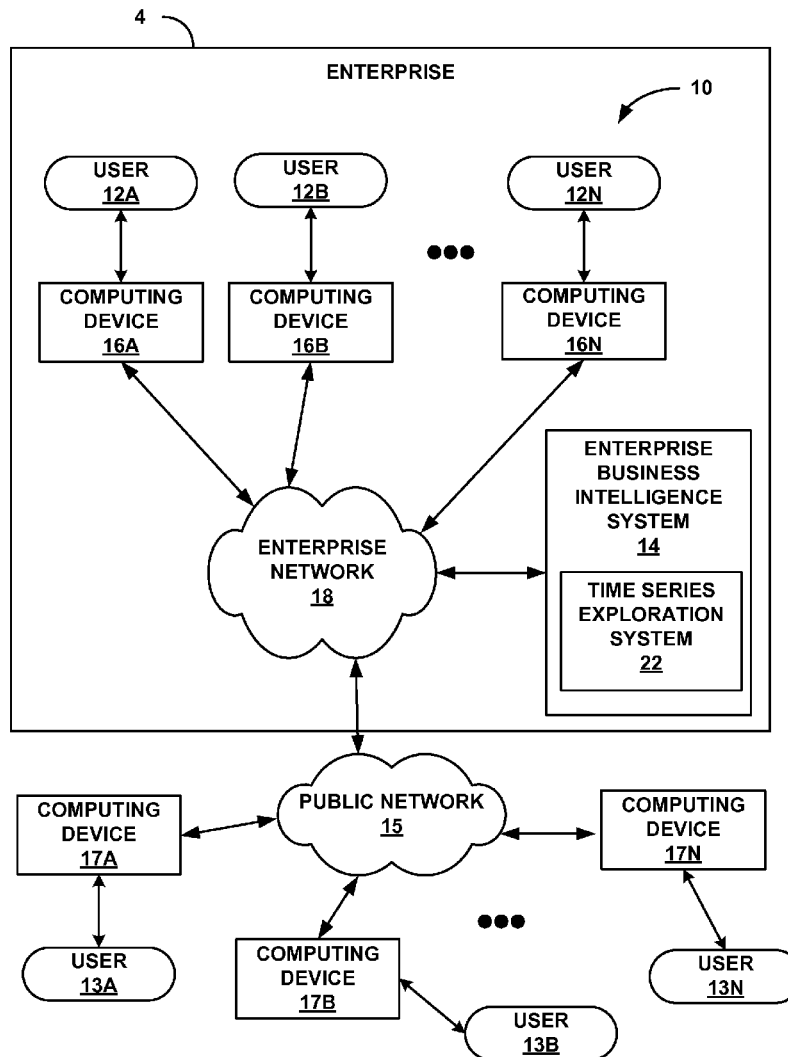 4
ENTERPRISE
10
USER
12A
USER
12B
USER
12N
COMPUTING
DEVICE
16A
COMPUTING
DEVICE
16B
COMPUTING
DEVICE
16N
ENTERPRISE
BUSINESS
INTELLIGENCE
SYSTEM
14
ENTERPRISE
NETWORK
18
TIME SERIES
EXPLORATION
SYSTEM
22
PUBLIC NETWORK
15
COMPUTING
DEVICE
17A
COMPUTING
DEVICE
17N
USER
13A
COMPUTING
DEVICE
17B
USER
13N
USER
13B